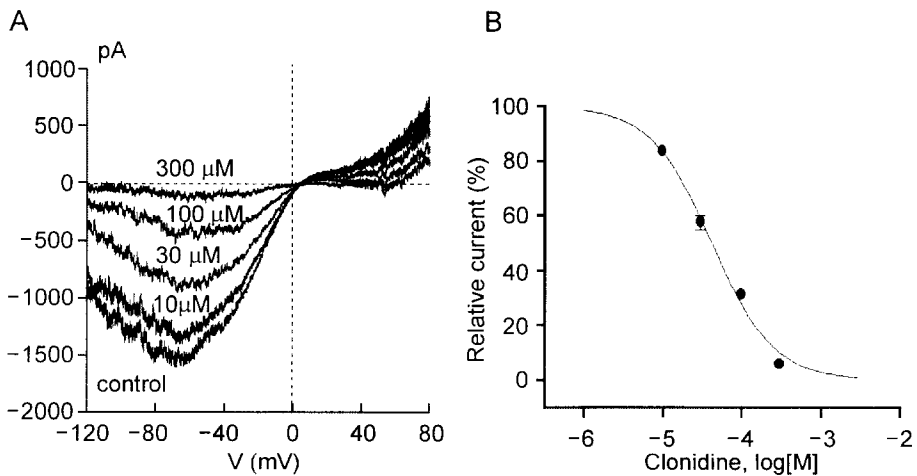 A
pA
1000
500
0
−500
−1000
−1500
−2000
300 µM
100 µM
30 µM
10µM
control
−120 −80 −40 0 40 80
V (mV)
B
Relative current (%)
100
80
60
40
20
0
−6 −5 −4 −3 −2
Clonidine, log[M]